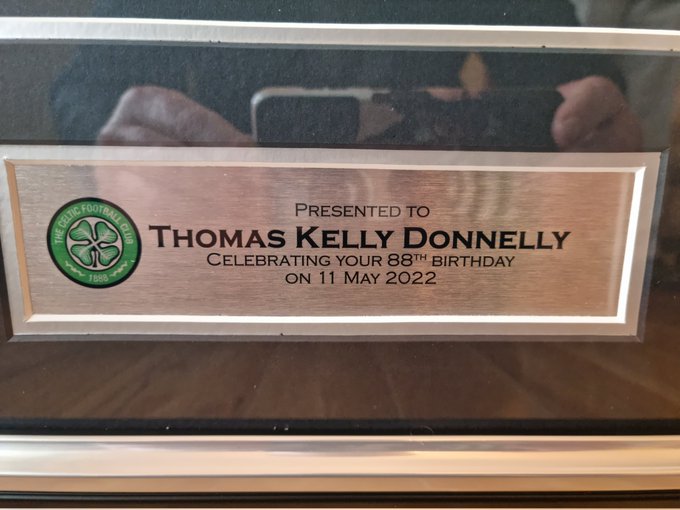 THE CELTIC FOOTBALL CLUB
1888
PRESENTED TO
THOMAS KELLY DONNELLY
CELEBRATING YOUR 88TH BIRTHDAY
ON 11 MAY 2022